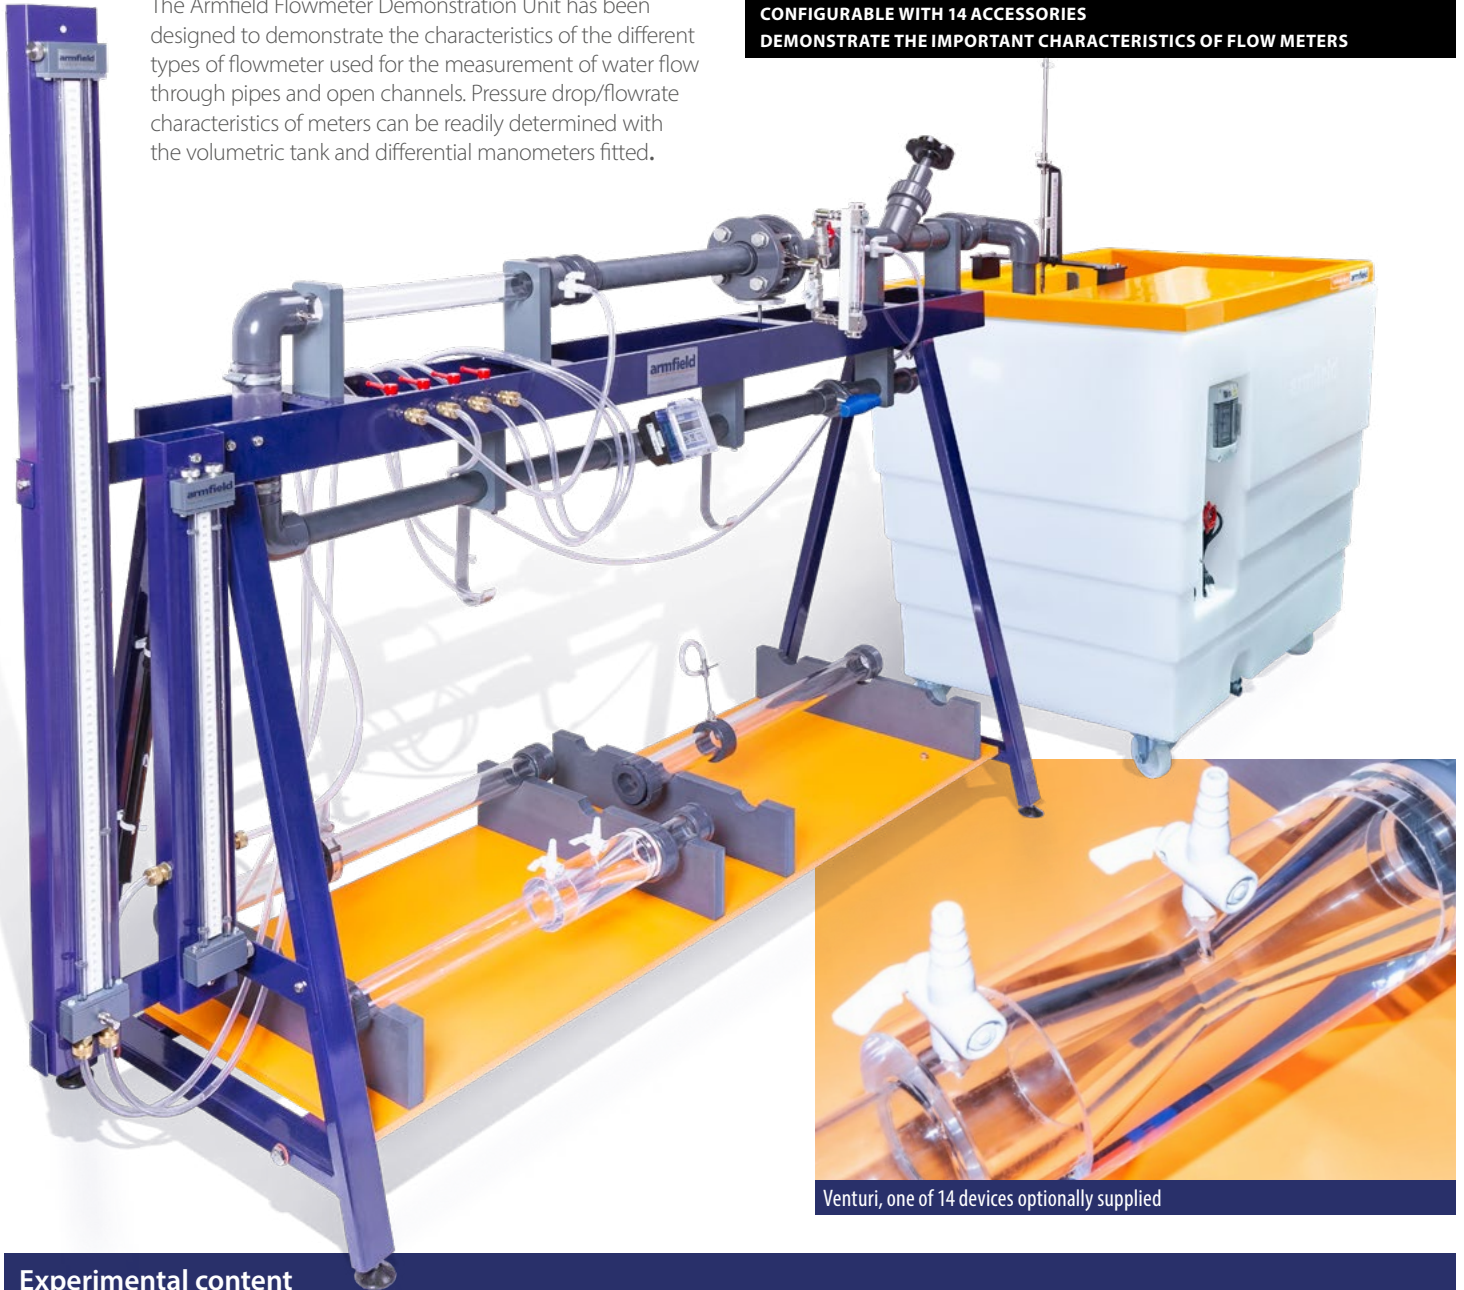 The Armfield Flowmeter Demonstration Unit has been
designed to demonstrate the characteristics of the different
types of flowmeter used for the measurement of water flow
through pipes and open channels. Pressure drop/flowrate
characteristics of meters can be readily determined with
the volumetric tank and differential manometers fitted.
CONFIGURABLE WITH 14 ACCESSORIES
DEMONSTRATE THE IMPORTANT CHARACTERISTICS OF FLOW METERS
armfield
armfield
armfield
armfield
armfield
Venturi, one of 14 devices optionally supplied
Experimental content